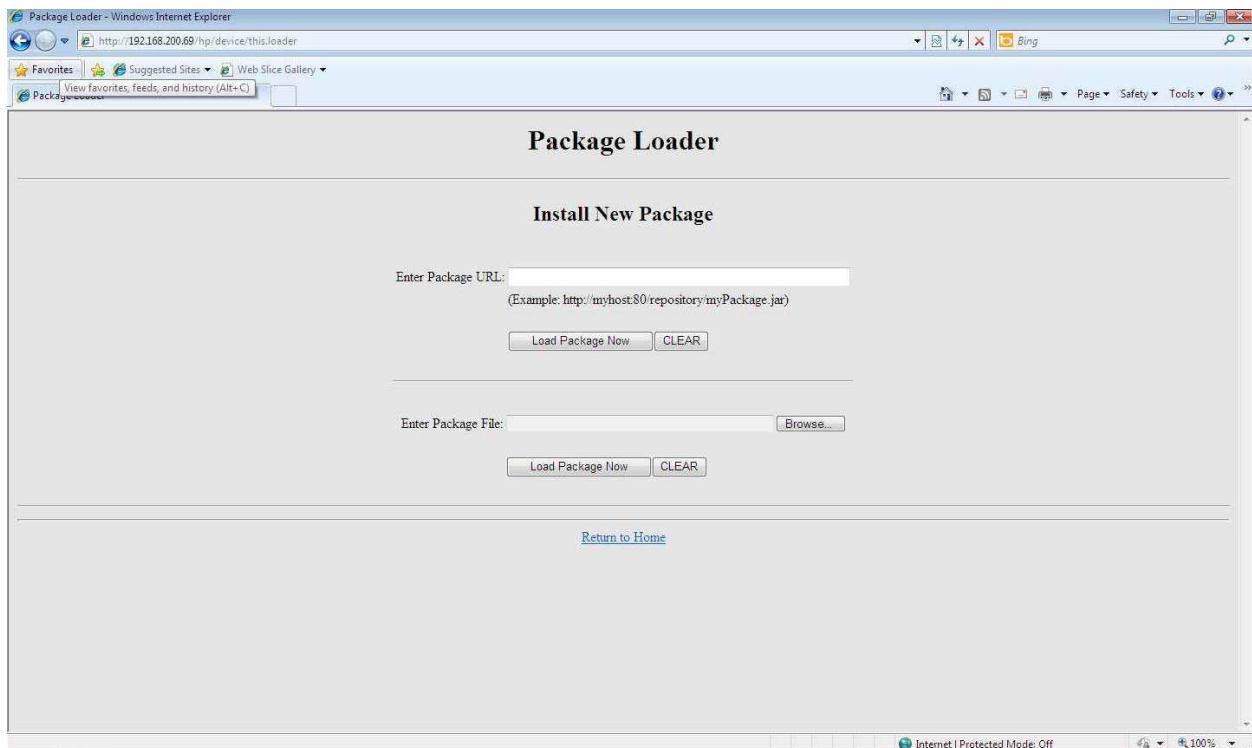 Package Loader - Windows Internet Explorer
http://192.168.200.69/hp/device/this.loader
Bing
Favorites Suggested Sites Web Slice Gallery
View favorites, feeds, and history (Alt+C)
Page Safety Tools
Package Loader
Install New Package
Enter Package URL:
(Example: http://myhost:80/repository/myPackage.jar)
Load Package Now CLEAR
Enter Package File: Browse...
Load Package Now CLEAR
Return to Home
Internet | Protected Mode: Off 100%